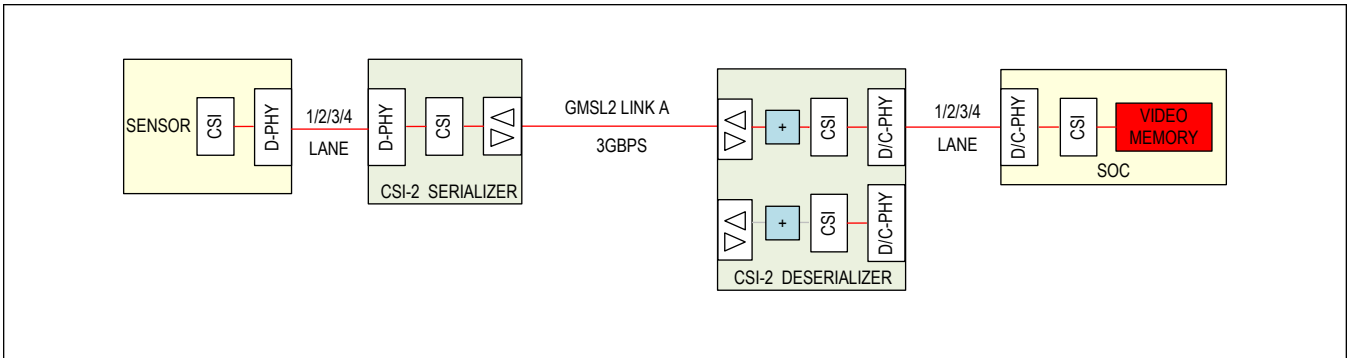 SENSOR
CSI
D-PHY
1/2/3/4
LANE
D-PHY
CSI
CSI-2 SERIALIZER
GMSL2 LINK A
3GBPS
+
CSI
D/C-PHY
+
CSI
D/C-PHY
CSI-2 DESERIALIZER
1/2/3/4
LANE
D/C-PHY
CSI
VIDEO
MEMORY
SOC